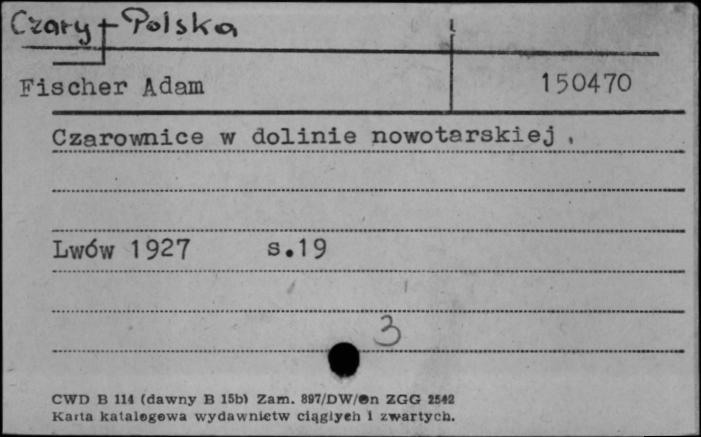 Czary + Polska
Fischer Adam 150470
Czarownice w dolinie nowotarskiej.
Lwów 1927 s.19
3
CWD B 114 (dawny B 15b) Zam. 897/DW/en ZGG 2542
Karta katalogowa wydawnictw ciągłych i zwartych.